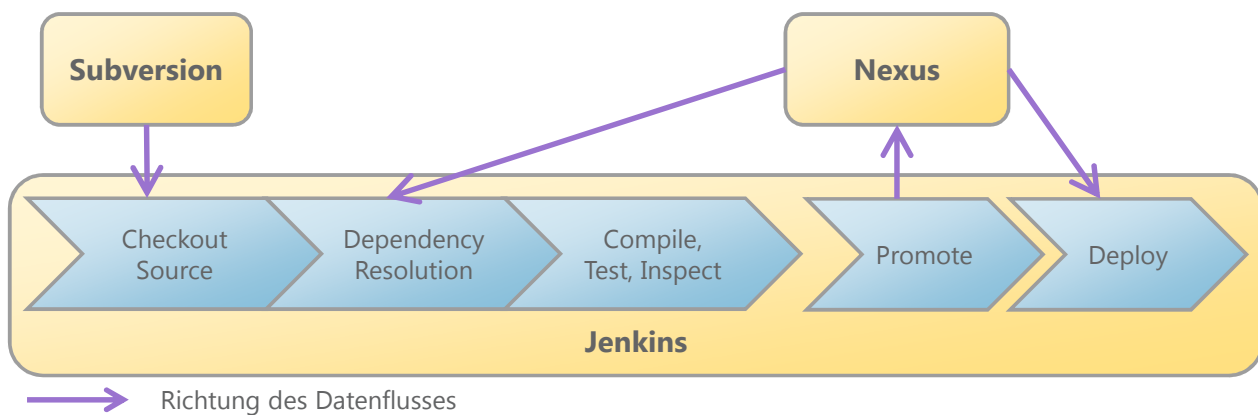 Subversion
Nexus
Checkout
Source
Dependency
Resolution
Compile,
Test, Inspect
Promote
Deploy
Jenkins
Richtung des Datenflusses